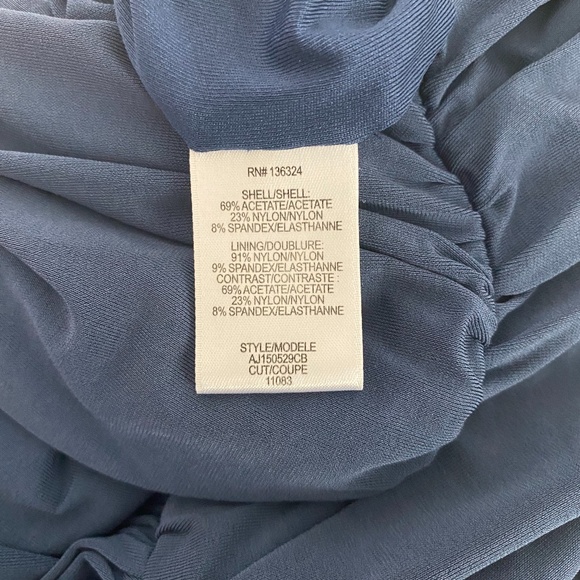 RN# 136324
SHELL/SHELL:
69% ACETATE/ACETATE
23% NYLON/NYLON
8% SPANDEX/ELASTHANNE
LINING/DOUBLURE:
91% NYLON/NYLON
9% SPANDEX/ELASTHANNE
CONTRAST/CONTRASTE :
69% ACETATE/ACETATE
23% NYLON/NYLON
8% SPANDEX/ELASTHANNE
STYLE/MODELE
AJ150529CB
CUT/COUPE
11083